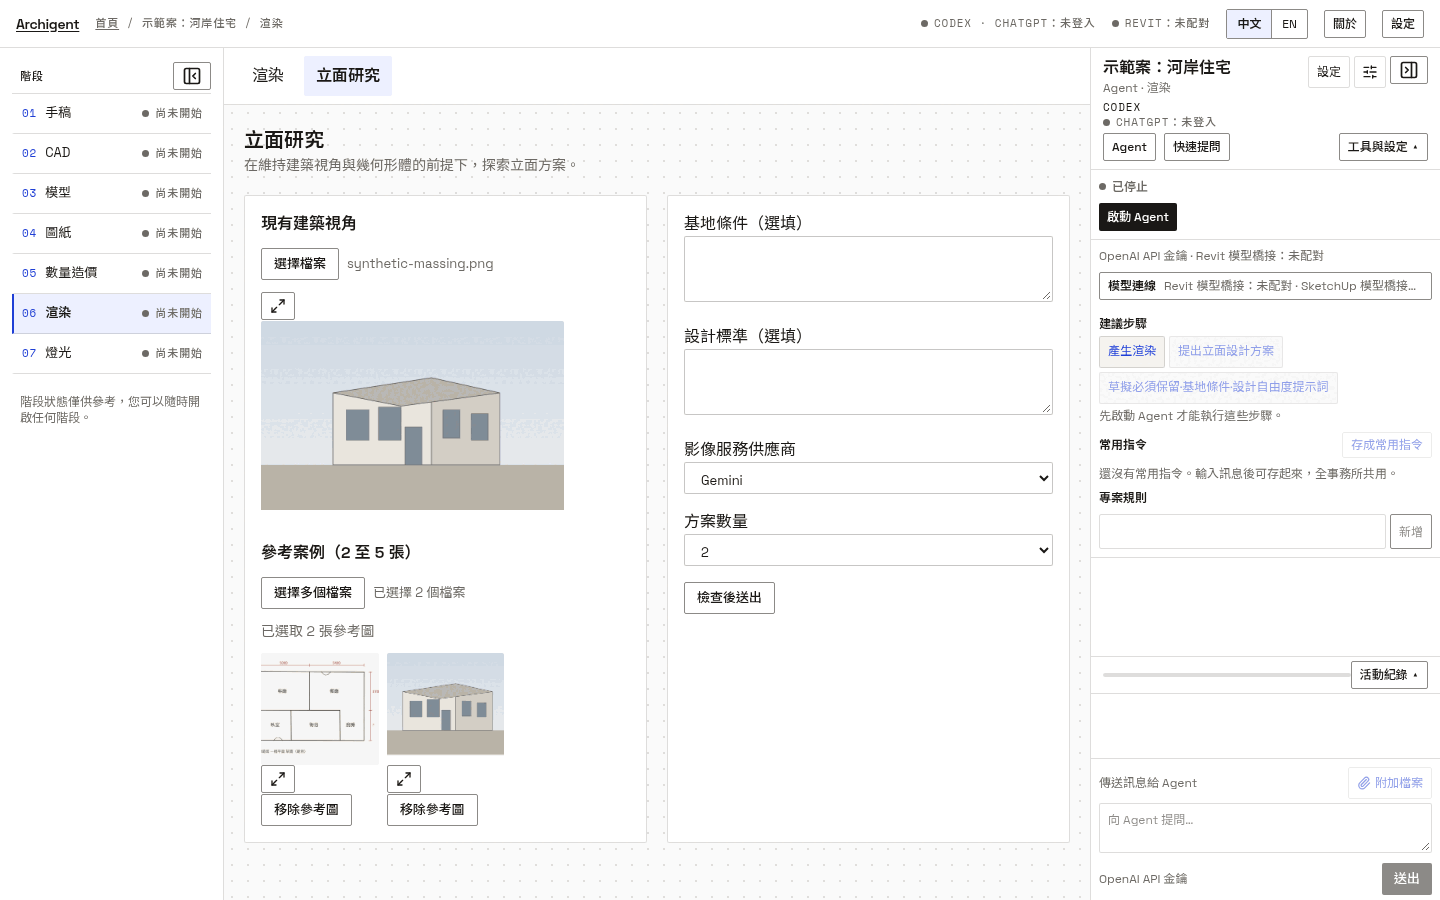 Archigent 首頁 / 示範案：河岸住宅 / 渲染
CODEX · CHATGPT：未登入 REVIT：未配對 中文 EN 關於 設定
階段
01 手稿 尚未開始
02 CAD 尚未開始
03 模型 尚未開始
04 圖紙 尚未開始
05 數量造價 尚未開始
06 渲染 尚未開始
07 燈光 尚未開始
階段狀態僅供參考，您可以隨時開
啟任何階段。
渲染 立面研究
立面研究
在維持建築視角與幾何形體的前提下，探索立面方案。
現有建築視角
選擇檔案 synthetic-massing.png
參考案例（2 至 5 張）
選擇多個檔案 已選擇 2 個檔案
已選取 2 張參考圖
移除參考圖 移除參考圖
基地條件（選填）
設計標準（選填）
影像服務供應商
Gemini
方案數量
2
檢查後送出
示範案：河岸住宅 設定
Agent · 渲染
CODEX
CHATGPT：未登入
Agent 快速提問 工具與設定
已停止
啟動 Agent
OpenAI API 金鑰 · Revit 模型橋接：未配對
模型連線 Revit 模型橋接：未配對 · SketchUp 模型橋接...
建議步驟
產生渲染 提出立面設計方案
草擬必須保留·基地條件·設計自由度提示詞
先啟動 Agent 才能執行這些步驟。
常用指令 存成常用指令
還沒有常用指令。輸入訊息後可存起來，全事務所共用。
專案規則
新增
活動紀錄
傳送訊息給 Agent 附加檔案
向 Agent 提問...
OpenAI API 金鑰 送出